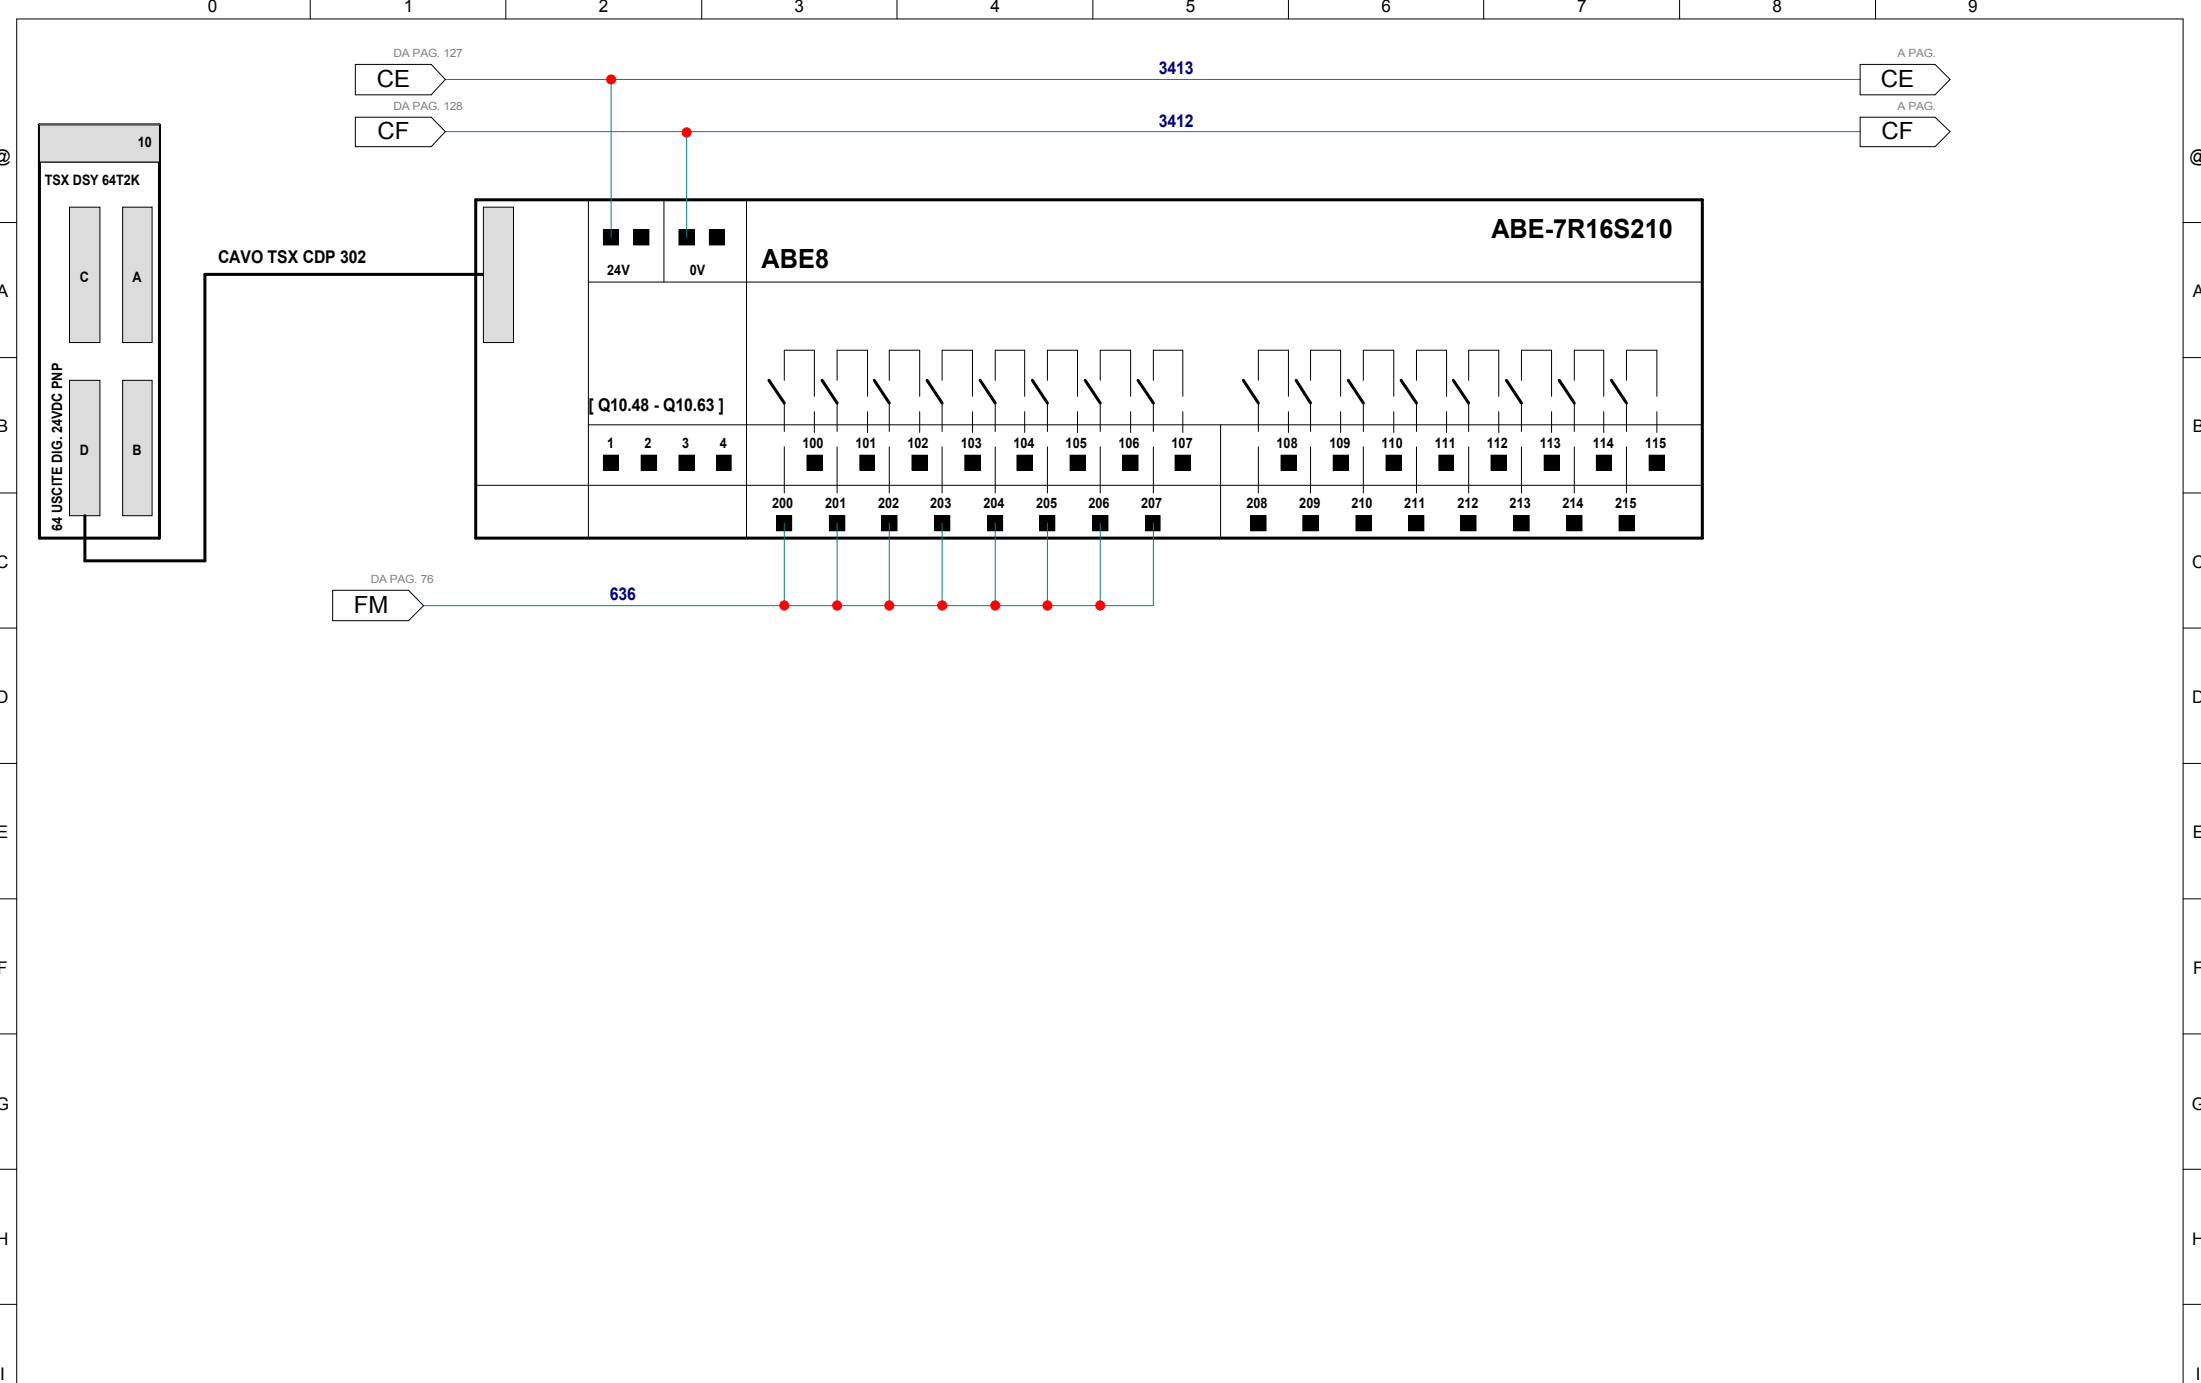 0 1 2 3 4 5 6 7 8 9
DA PAG. 127
CE
3413
A PAG.
CE
DA PAG. 128
CF
3412
A PAG.
CF
@ @
10
TSX DSY 64T2K
C A
D B
64 USCITE DIG. 24VDC PNP
CAVO TSX CDP 302
24V 0V
ABE8
ABE-7R16S210
A A
[ Q10.48 - Q10.63 ]
B B
1 2 3 4 100 101 102 103 104 105 106 107 108 109 110 111 112 113 114 115
200 201 202 203 204 205 206 207 208 209 210 211 212 213 214 215
C C
DA PAG. 76
FM
636
D D
E E
F F
G G
H H
I I